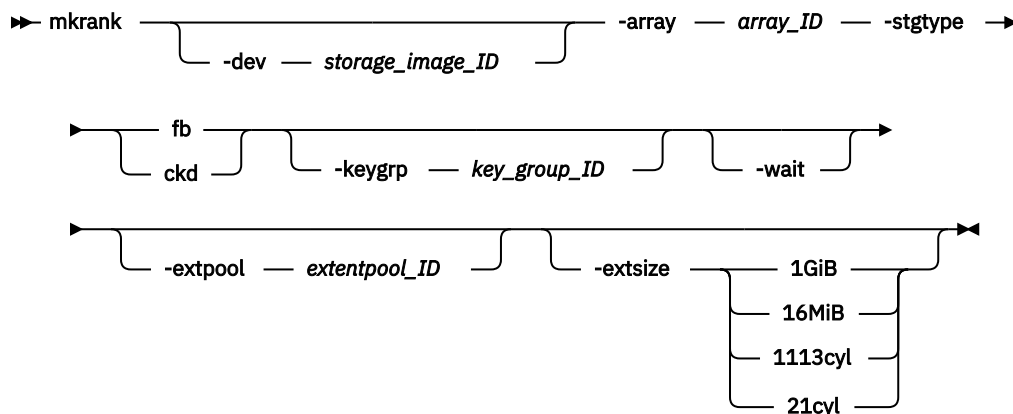 mkrank -array array_ID -stgtype
-dev storage_image_ID
fb
ckd -keygrp key_group_ID -wait
-extpool extentpool_ID -extsize 1GiB
16MiB
1113cyl
21cyl